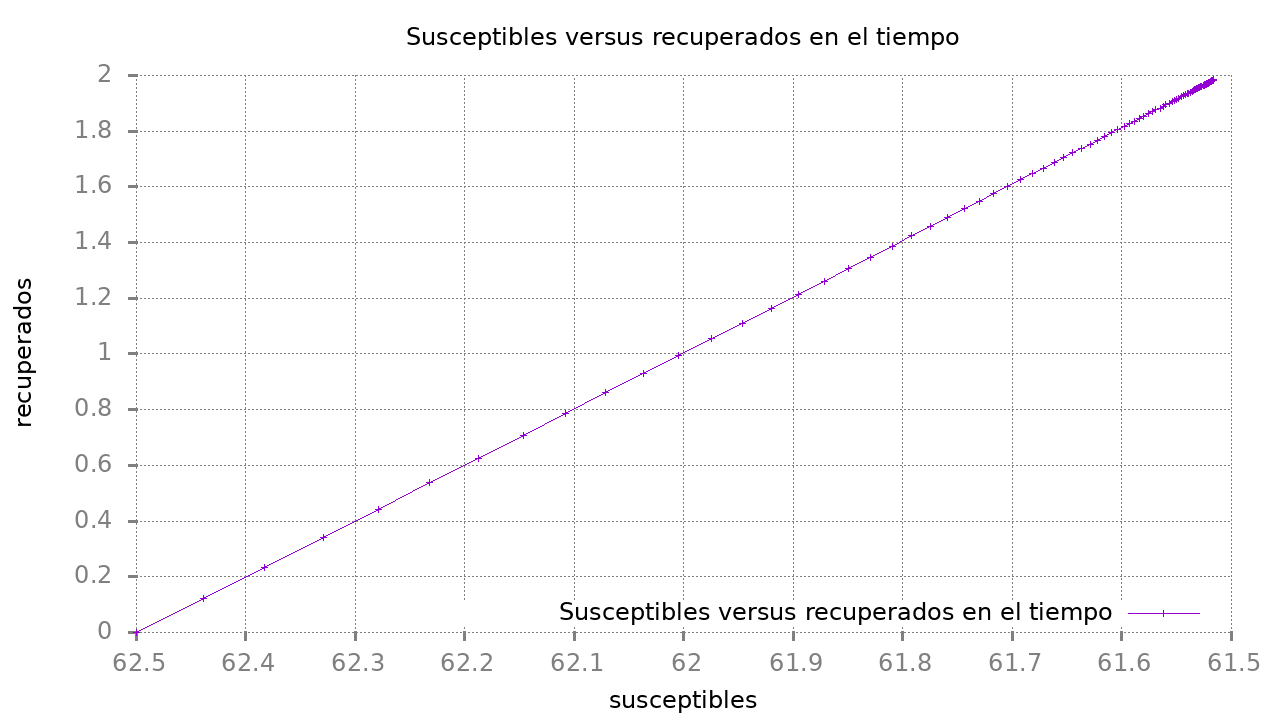 Susceptibles versus recuperados en el tiempo
2
1.8
1.6
1.4
1.2
1
0.8
0.6
0.4
0.2
0
recuperados
Susceptibles versus recuperados en el tiempo
62.5 62.4 62.3 62.2 62.1 62 61.9 61.8 61.7 61.6 61.5
susceptibles